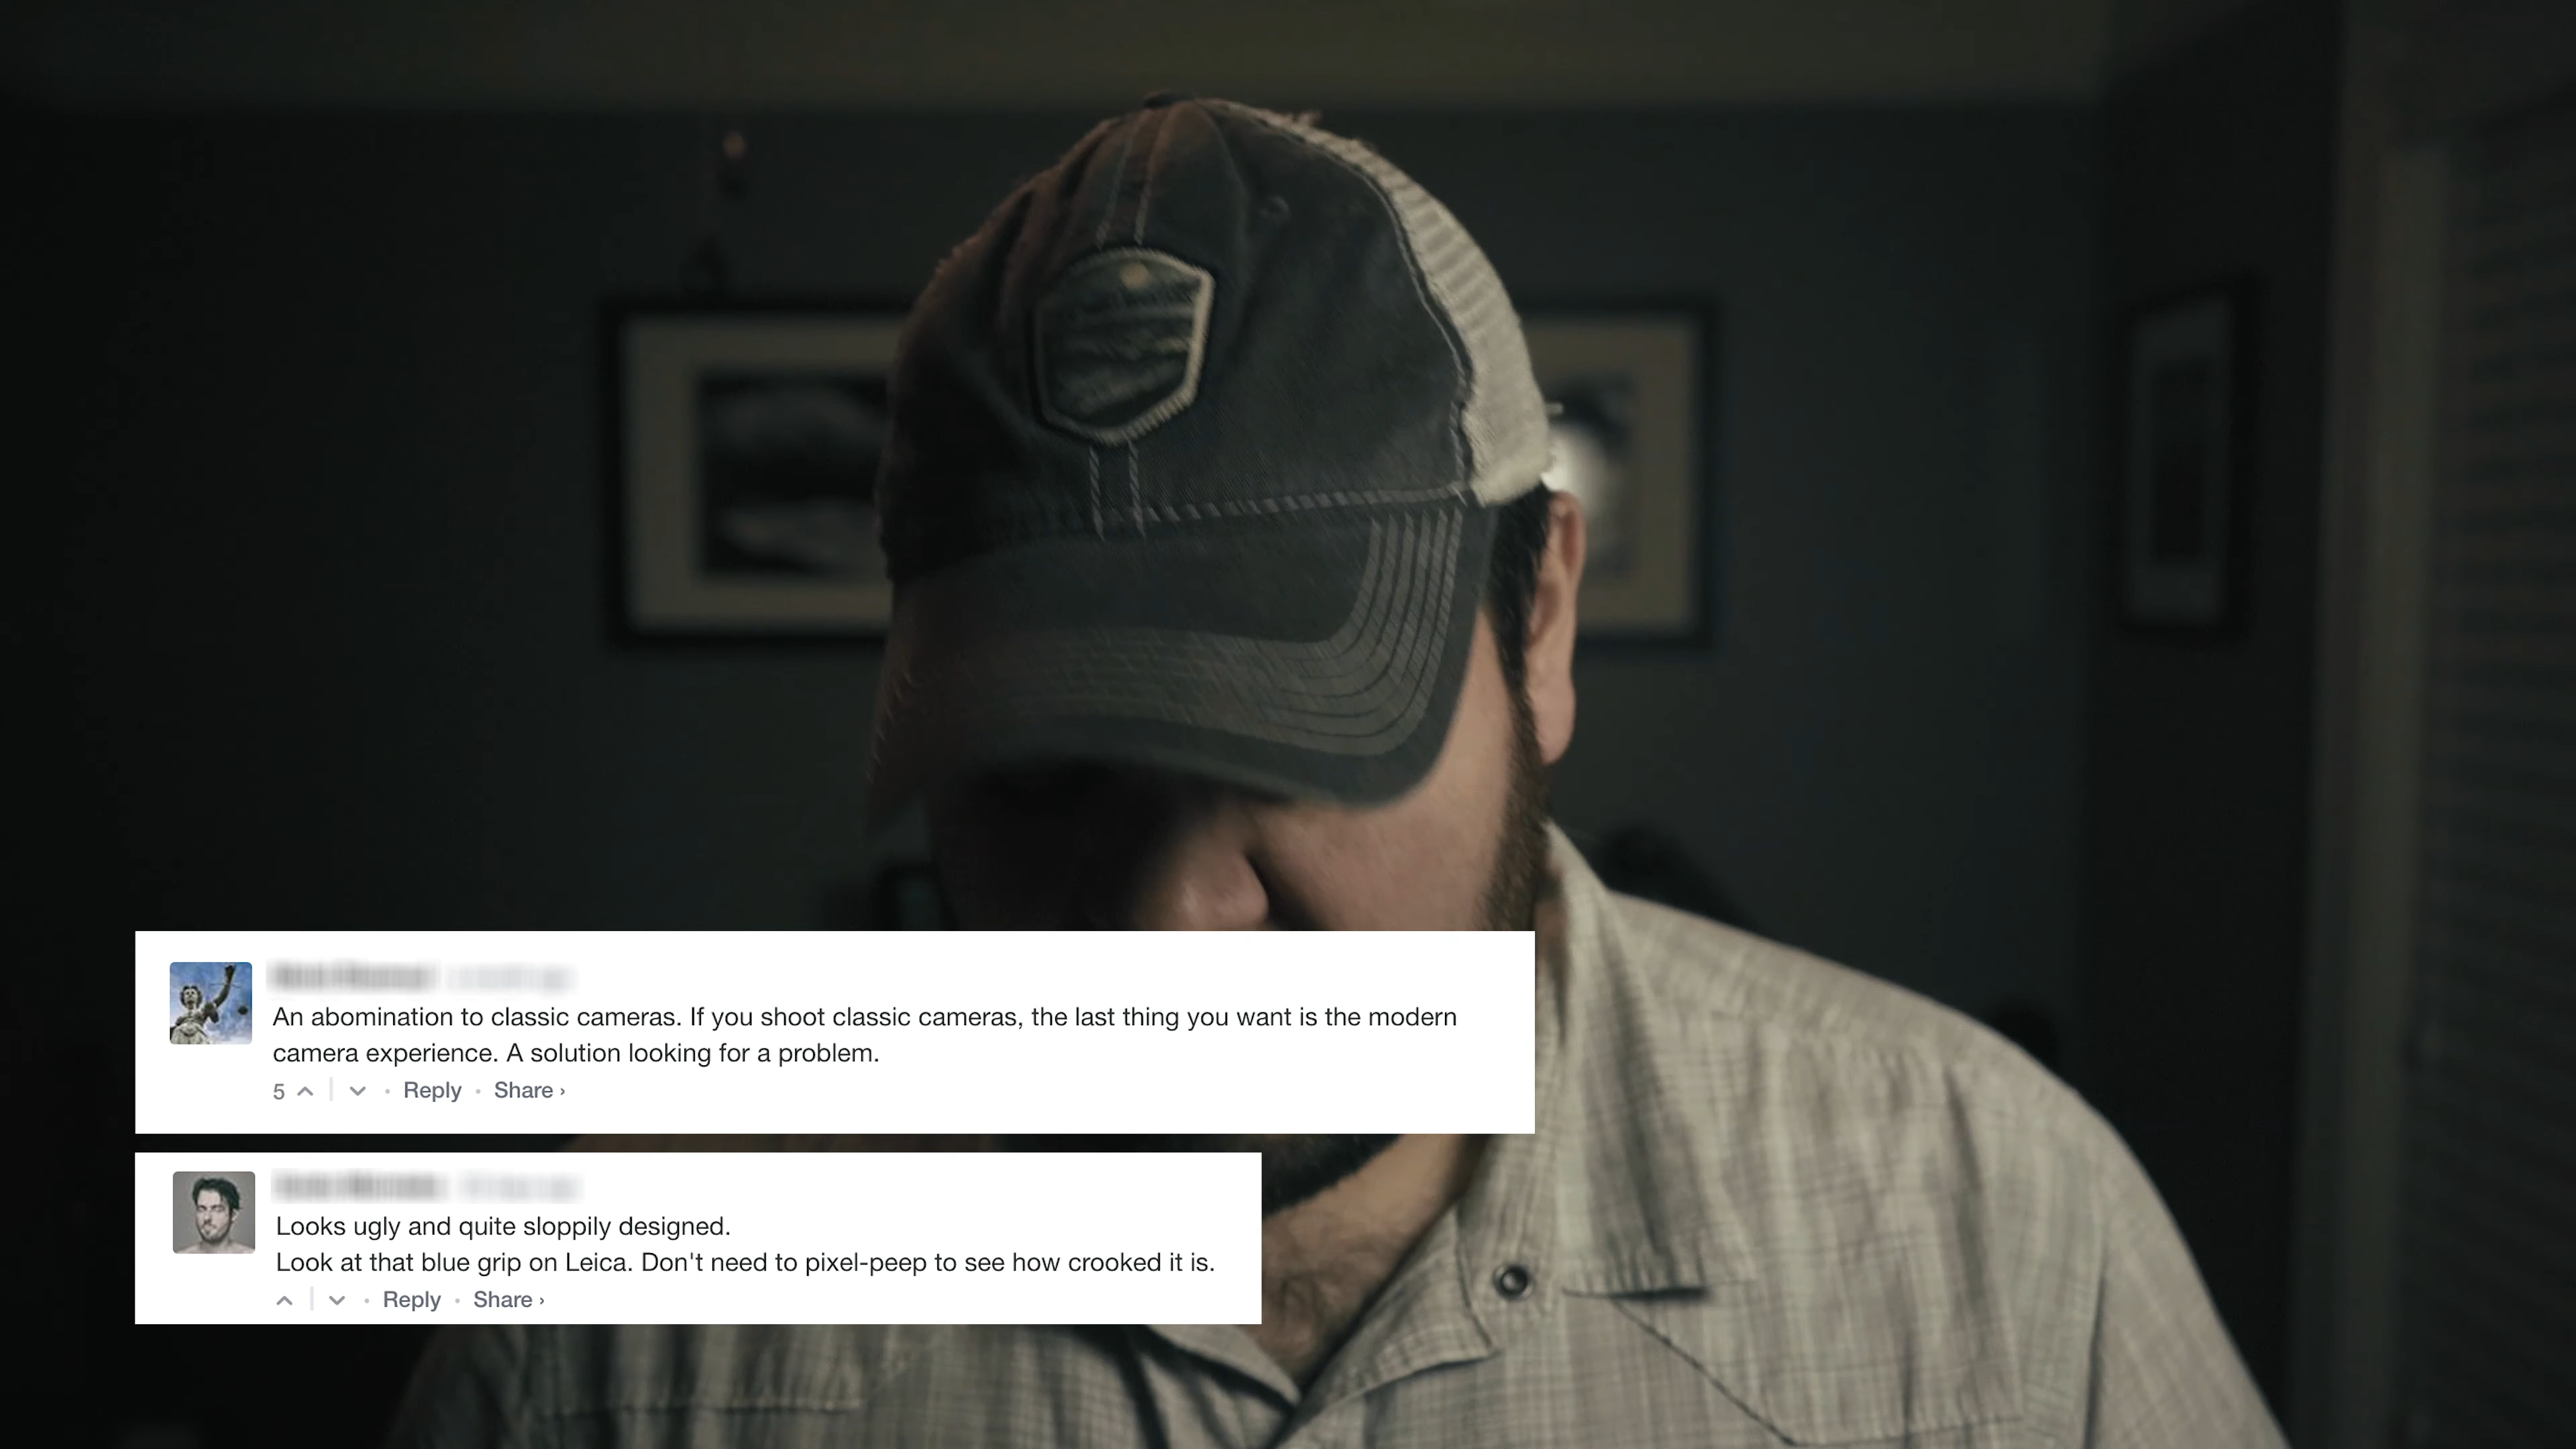 An abomination to classic cameras. If you shoot classic cameras, the last thing you want is the modern
camera experience. A solution looking for a problem.
5 • Reply • Share ›
Looks ugly and quite sloppily designed.
Look at that blue grip on Leica. Don't need to pixel-peep to see how crooked it is.
• Reply • Share ›